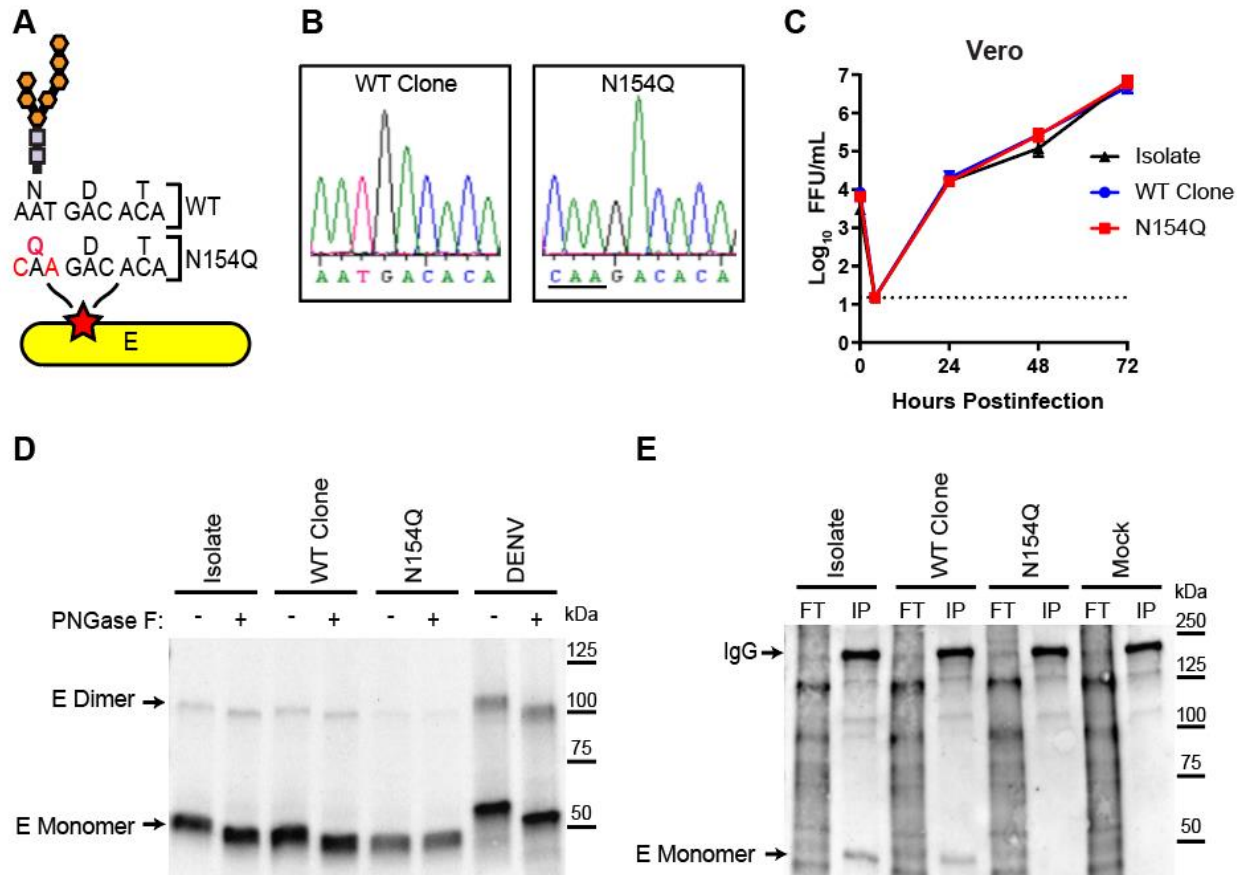 A
N D T
AAT GAC ACA WT
Q D T
CAA GAC ACA N154Q
E
B
WT Clone
A A T G A C A C A
N154Q
C A A G A C A C A
C
Vero
Log10 FFU/mL
7
6
5
4
3
2
1
0
0 24 48 72
Hours Postinfection
Isolate
WT Clone
N154Q
D
Isolate
WT Clone
N154Q
DENV
PNGase F: - + - + - + - + kDa
125
E Dimer
100
75
E Monomer
50
E
Isolate
WT Clone
N154Q
Mock
kDa
FT IP FT IP FT IP FT IP
250
IgG
125
100
75
50
E Monomer